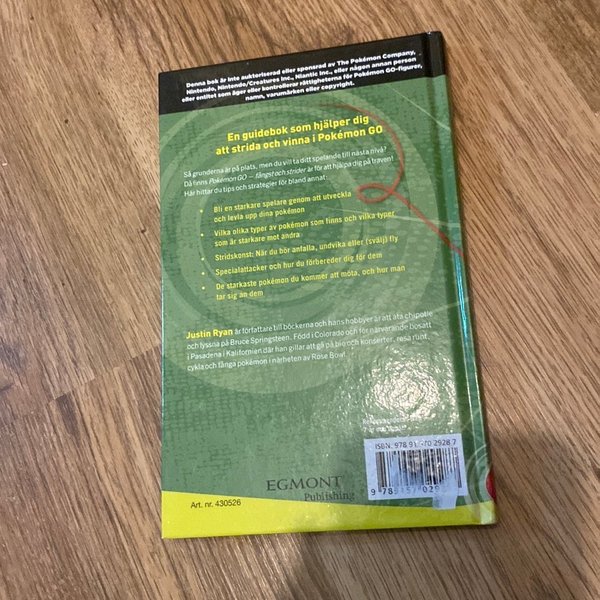 Denna bok är inte auktoriserad eller sponsrad av The Pokémon Company,
Nintendo, Nintendo/Creatures Inc., Niantic Inc., eller någon annan person
eller entitet som äger eller kontrollerar rättigheterna för Pokémon GO-figurer,
namn, varumärken eller copyright.
En guidebok som hjälper dig
att strida och vinna i Pokémon GO
Så grunderna är på plats, men du vill ta ditt spelande till nästa nivå?
Då finns Pokémon GO – fångst och strider är för att hjälpa dig på traven!
Här hittar du tips och strategier för bland annat:
• Bli en starkare spelare genom att utveckla
och levla upp dina pokémon
• Vilka olika typer av pokémon som finns och vilka typer
som är starkare mot andra
• Stridskonst: När du bör anfalla, undvika eller (svälj) fly
• Specialattacker och hur du förbereder dig för dem
• De starkaste pokémon du kommer att möta, och hur man
tar sig an dem
Justin Ryan är författare till böckerna och hans hobbyer är att äta chipotle
och lyssna på Bruce Springsteen. Född i Colorado och för närvarande bosatt
i Pasadena i Kalifornien där han gillar att gå på bio och konserter, resa runt,
cykla och fånga pokémon i närheten av Rose Bowl.
ISBN: 978 91 570 2928 7
EGMONT
Publishing
Art. nr. 430526